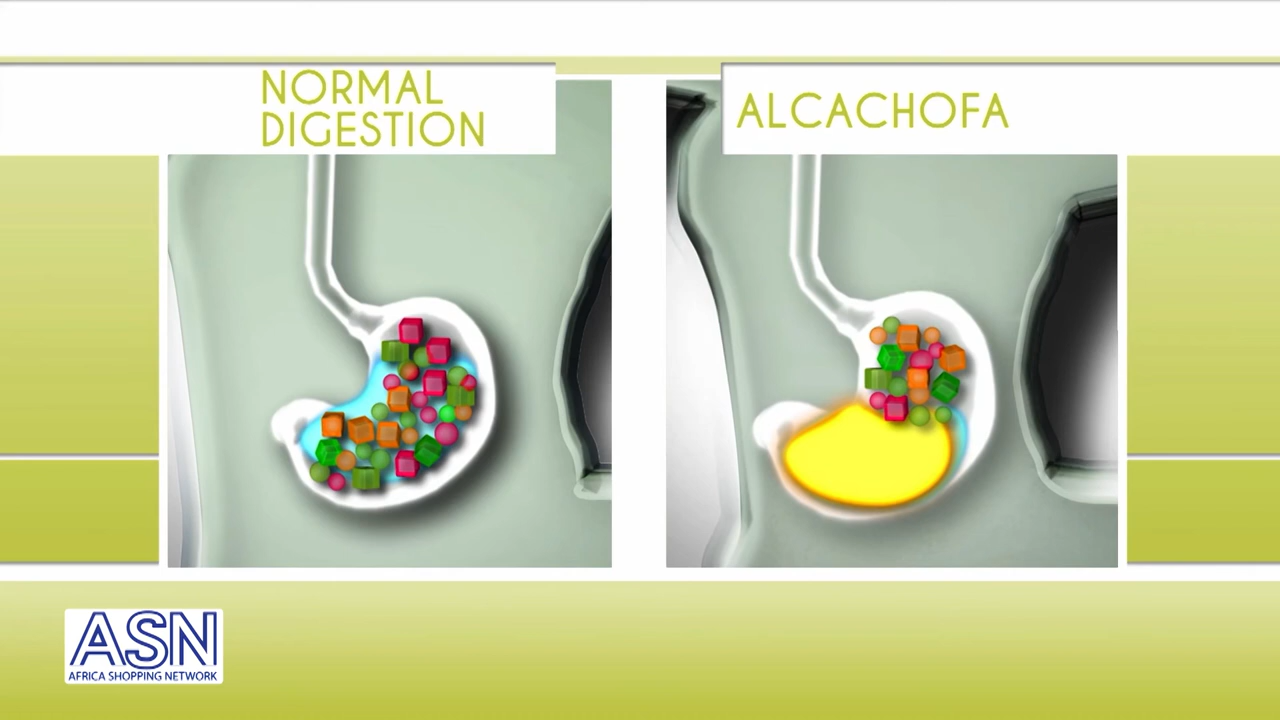 NORMAL
DIGESTION
ALCACHOFA
ASN
AFRICA SHOPPING NETWORK